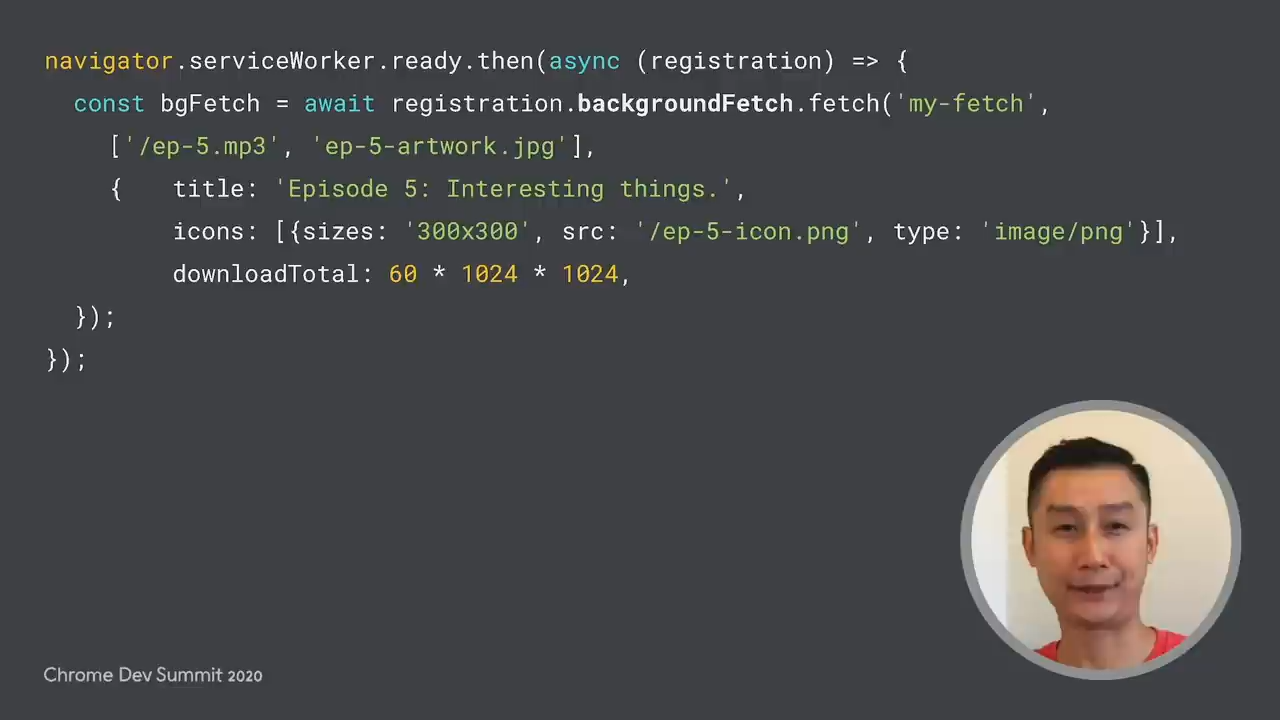 navigator.serviceWorker.ready.then(async (registration) => {
const bgFetch = await registration.backgroundFetch.fetch('my-fetch',
['/ep-5.mp3', 'ep-5-artwork.jpg'],
{ title: 'Episode 5: Interesting things.',
icons: [{sizes: '300x300', src: '/ep-5-icon.png', type: 'image/png'}],
downloadTotal: 60 * 1024 * 1024,
});
});
Chrome Dev Summit 2020